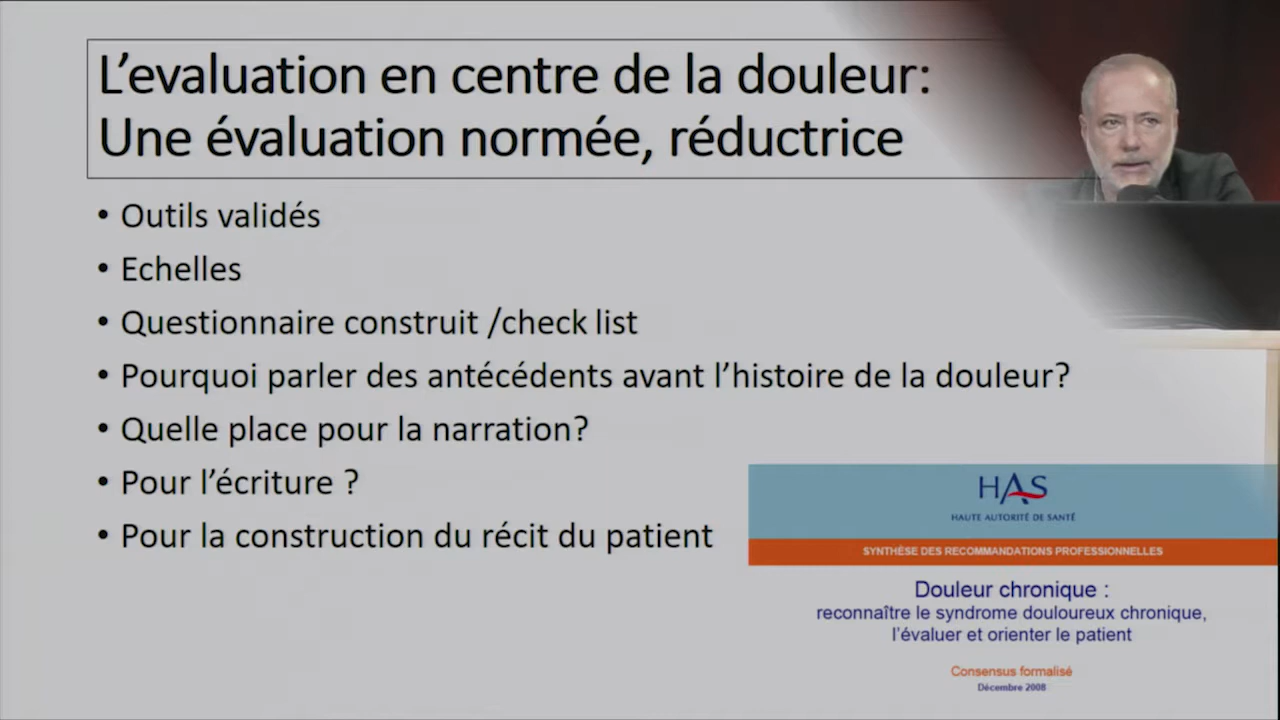 L’evaluation en centre de la douleur:
Une évaluation normée, réductrice
• Outils validés
• Echelles
• Questionnaire construit /check list
• Pourquoi parler des antécédents avant l’histoire de la douleur?
• Quelle place pour la narration?
• Pour l’écriture ?
• Pour la construction du récit du patient
HAS
HAUTE AUTORITÉ DE SANTÉ
SYNTHÈSE DES RECOMMANDATIONS PROFESSIONNELLES
Douleur chronique :
reconnaître le syndrome douloureux chronique,
l’évaluer et orienter le patient
Consensus formalisé
Décembre 2008